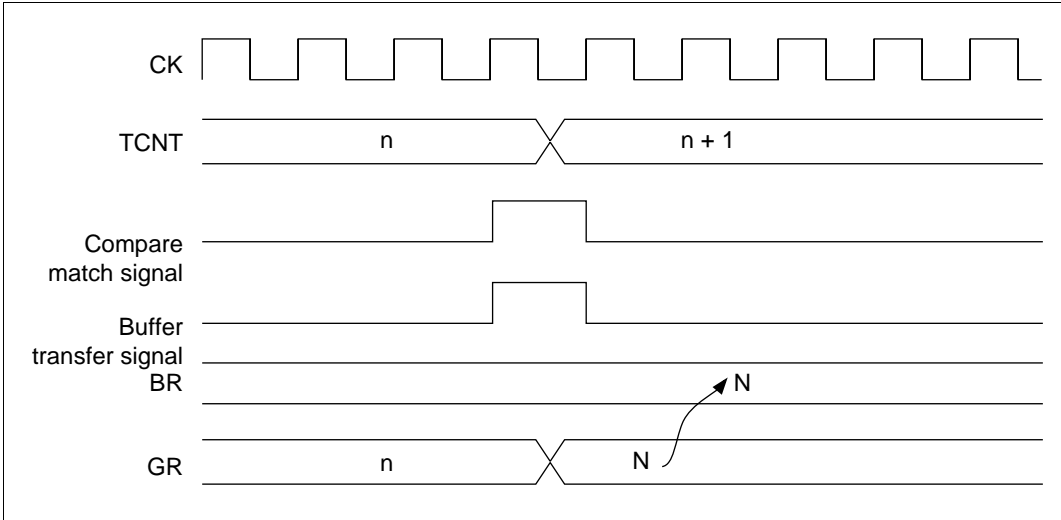 CK
TCNT n n + 1
Compare
match signal
Buffer
transfer signal
BR N
GR n N